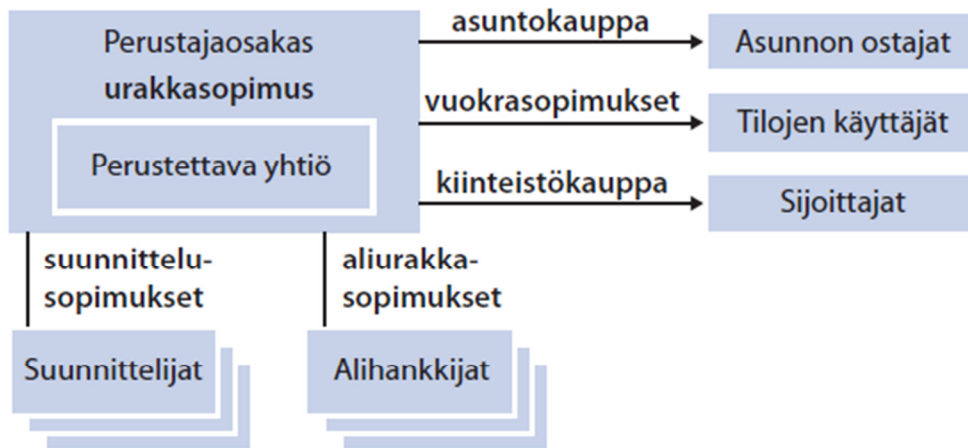 Perustajaosakas
urakkasopimus
Perustettava yhtiö
asuntokauppa
Asunnon ostajat
vuokrasopimukset
Tilojen käyttäjät
kiinteistökauppa
Sijoittajat
suunnittelu-
sopimukset
aliurakka-
sopimukset
Suunnittelijat
Alihankkijat